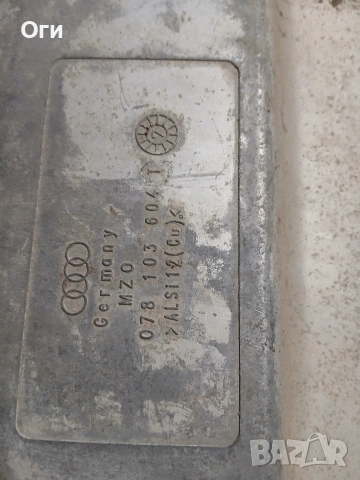 Оги
Germany
MZO
078 103 604 T
>ALSI12(Cu)<
BAZAR